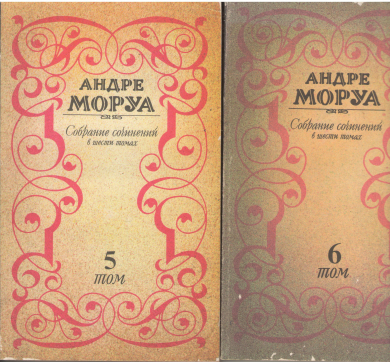 АНДРЕ
МОРУА
Собрание сочинений
в шести томах
5
том
АНДРЕ
МОРУА
Собрание сочинений
в шести томах
6
том